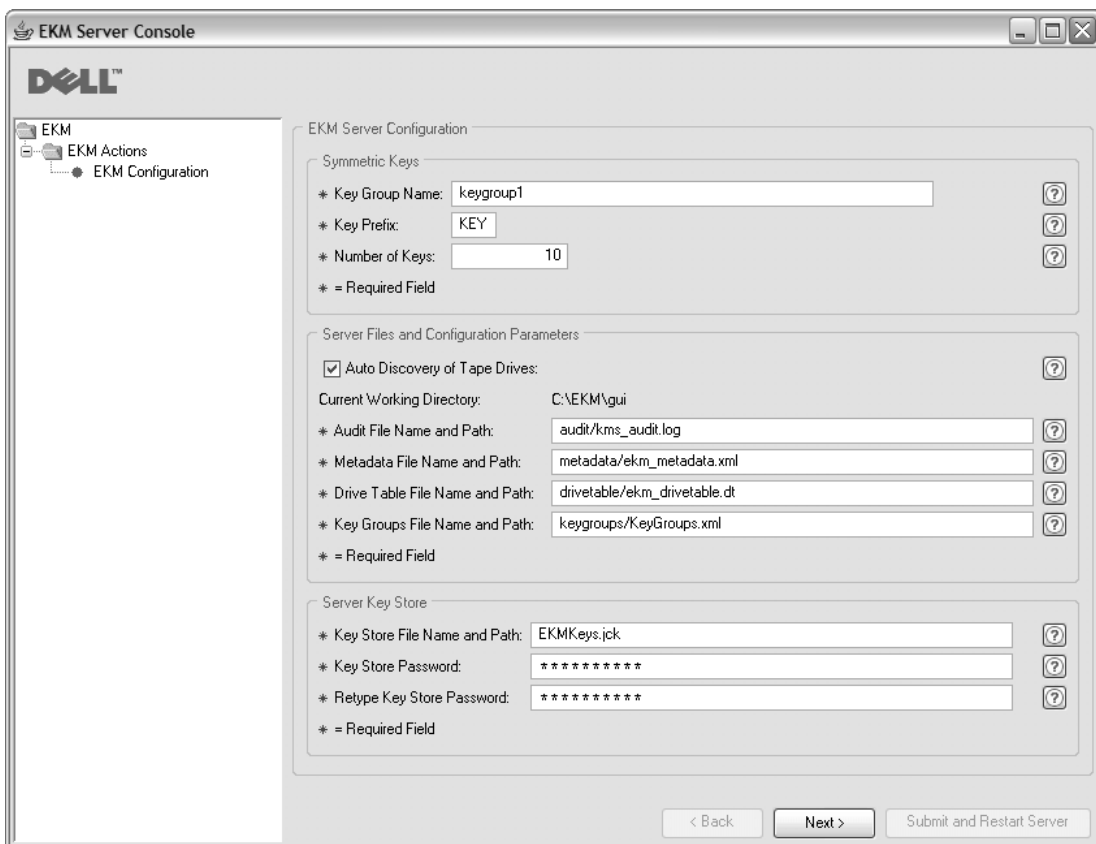 EKM Server Console
DELL™
EKM
EKM Actions
EKM Configuration
EKM Server Configuration
Symmetric Keys
* Key Group Name: keygroup1 ?
* Key Prefix: KEY ?
* Number of Keys: 10 ?
* = Required Field
Server Files and Configuration Parameters
Auto Discovery of Tape Drives: ?
Current Working Directory: C:\EKM\gui
* Audit File Name and Path: audit/kms_audit.log ?
* Metadata File Name and Path: metadata/ekm_metadata.xml ?
* Drive Table File Name and Path: drivetable/ekm_drivetable.dt ?
* Key Groups File Name and Path: keygroups/KeyGroups.xml ?
* = Required Field
Server Key Store
* Key Store File Name and Path: EKMKeys.jck ?
* Key Store Password: ********** ?
* Retype Key Store Password: ********** ?
* = Required Field
< Back Next > Submit and Restart Server